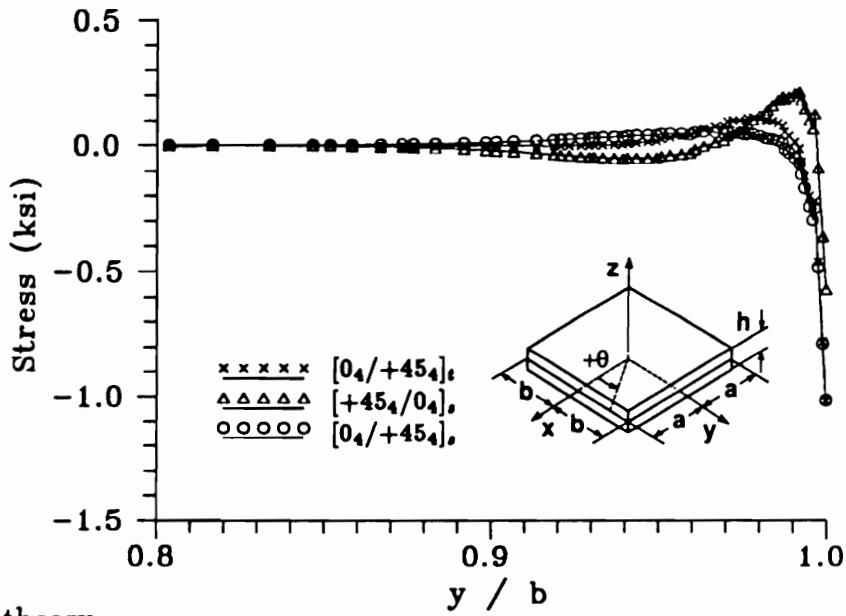 0.5
0.0
-0.5
-1.0
-1.5
Stress (ksi)
[0₄/+45₄]ₜ
[+45₄/0₄]ₛ
[0₄/+45₄]ₛ
z
h
+θ
b
b
x
a
a
y
0.8
0.9
1.0
y / b
theory